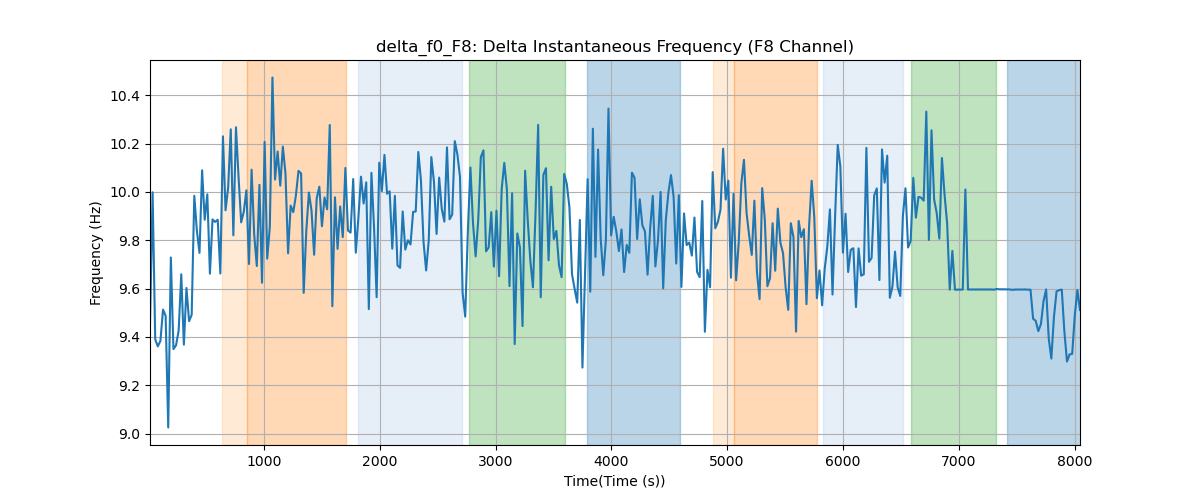 delta_f0_F8: Delta Instantaneous Frequency (F8 Channel)
Frequency (Hz)
10.4
10.2
10.0
9.8
9.6
9.4
9.2
9.0
1000 2000 3000 4000 5000 6000 7000 8000
Time(Time (s))